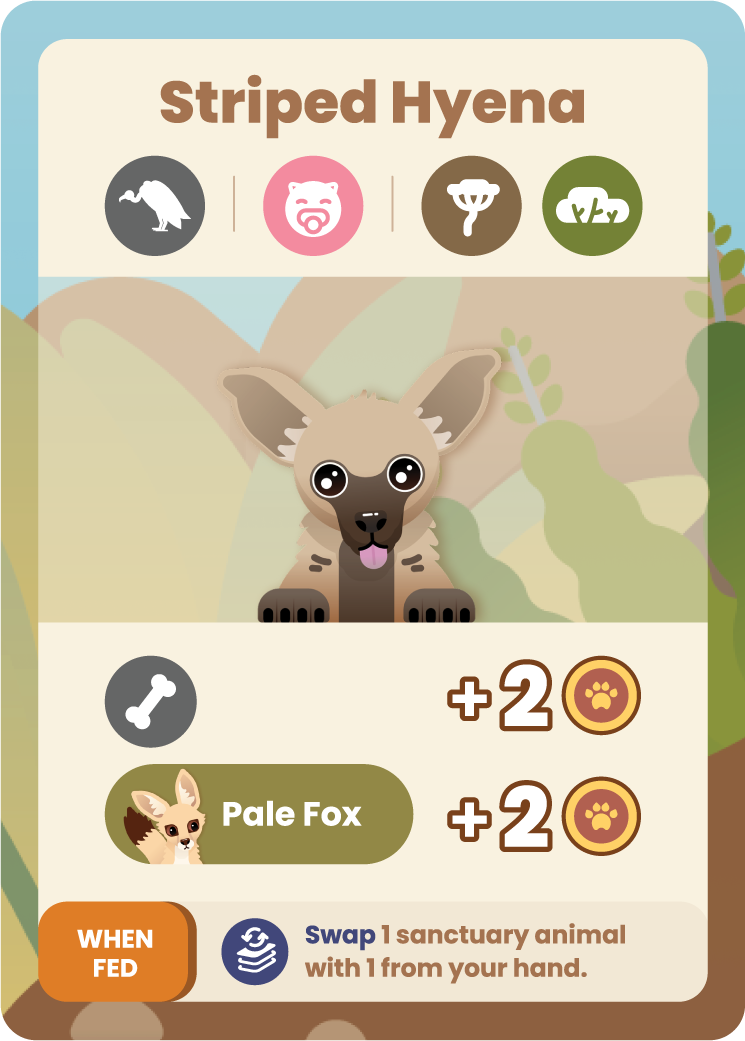 Striped Hyena
+2
Pale Fox +2
WHEN
FED
Swap 1 sanctuary animal
with 1 from your hand.